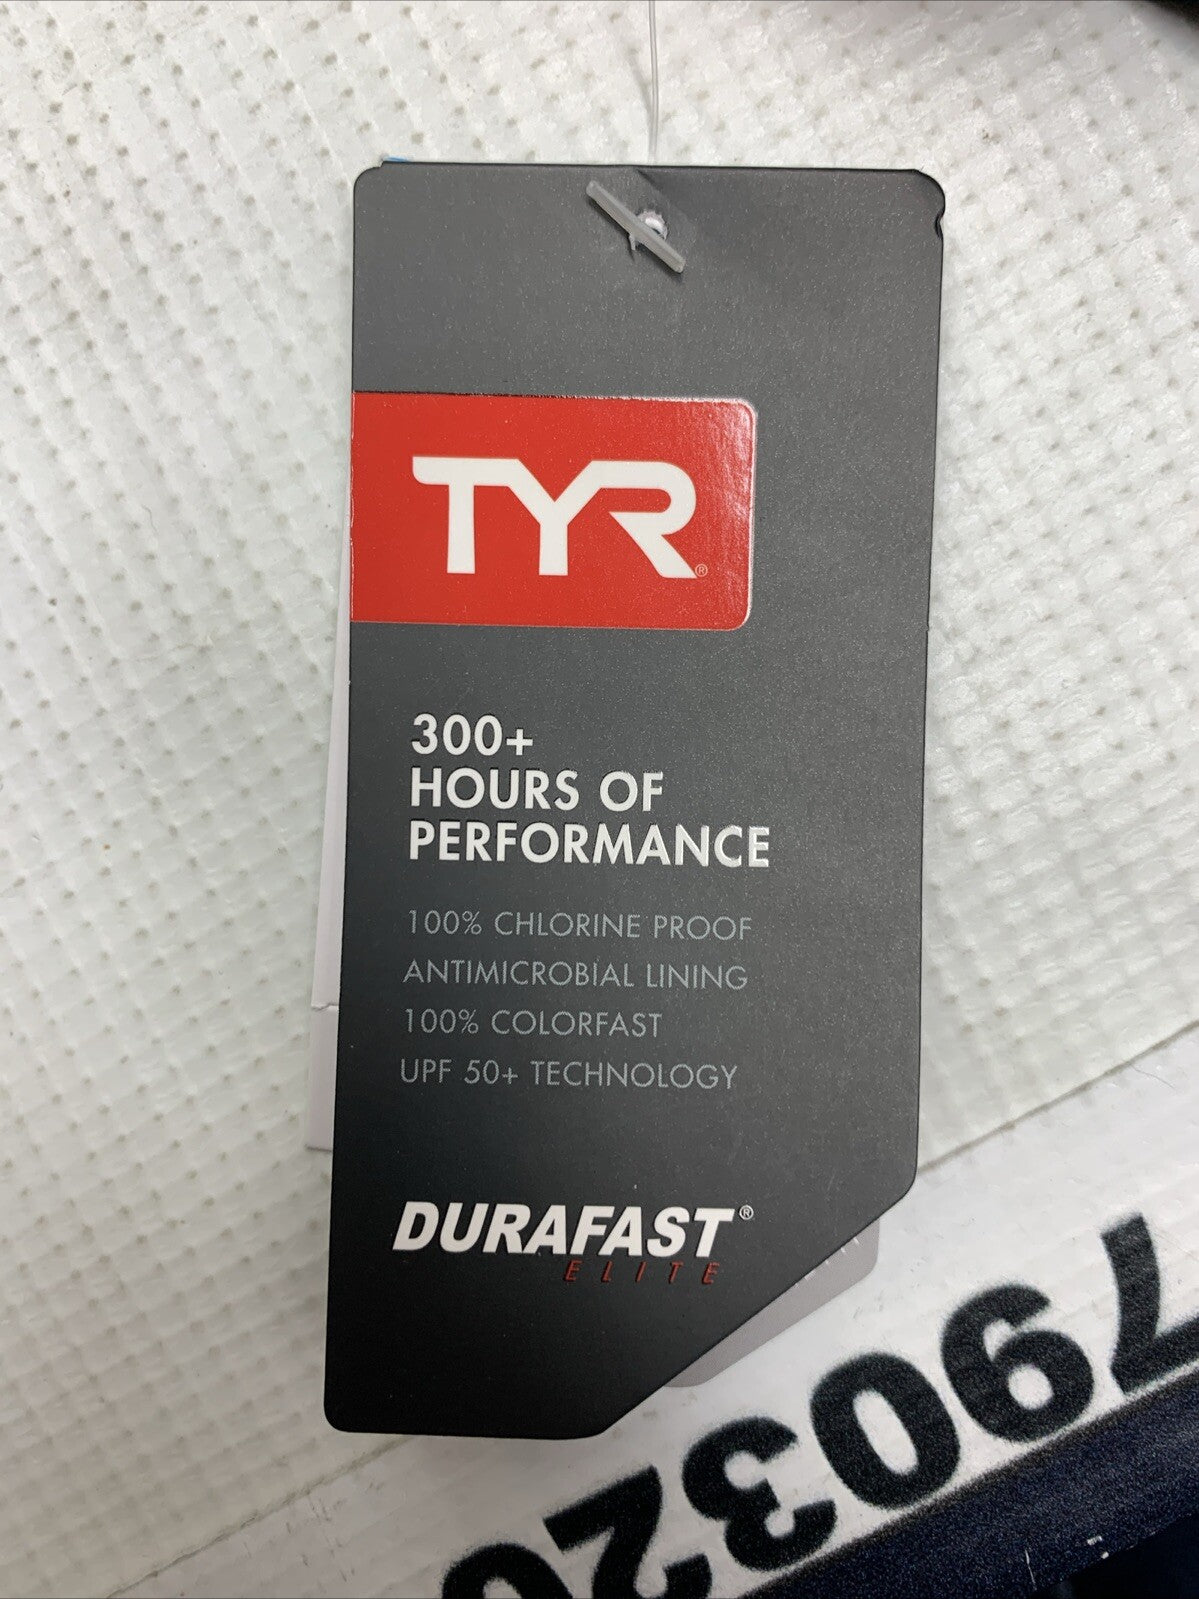 TYR®
300+
HOURS OF
PERFORMANCE
100% CHLORINE PROOF
ANTIMICROBIAL LINING
100% COLORFAST
UPF 50+ TECHNOLOGY
DURAFAST®
ELITE